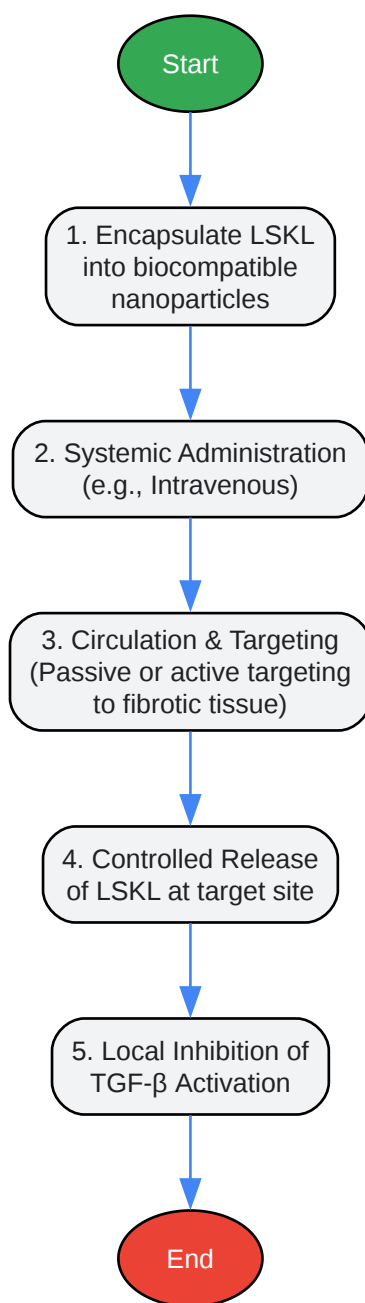 Start
1. Encapsulate LSKL
into biocompatible
nanoparticles
2. Systemic Administration
(e.g., Intravenous)
3. Circulation & Targeting
(Passive or active targeting
to fibrotic tissue)
4. Controlled Release
of LSKL at target site
5. Local Inhibition of
TGF-β Activation
End